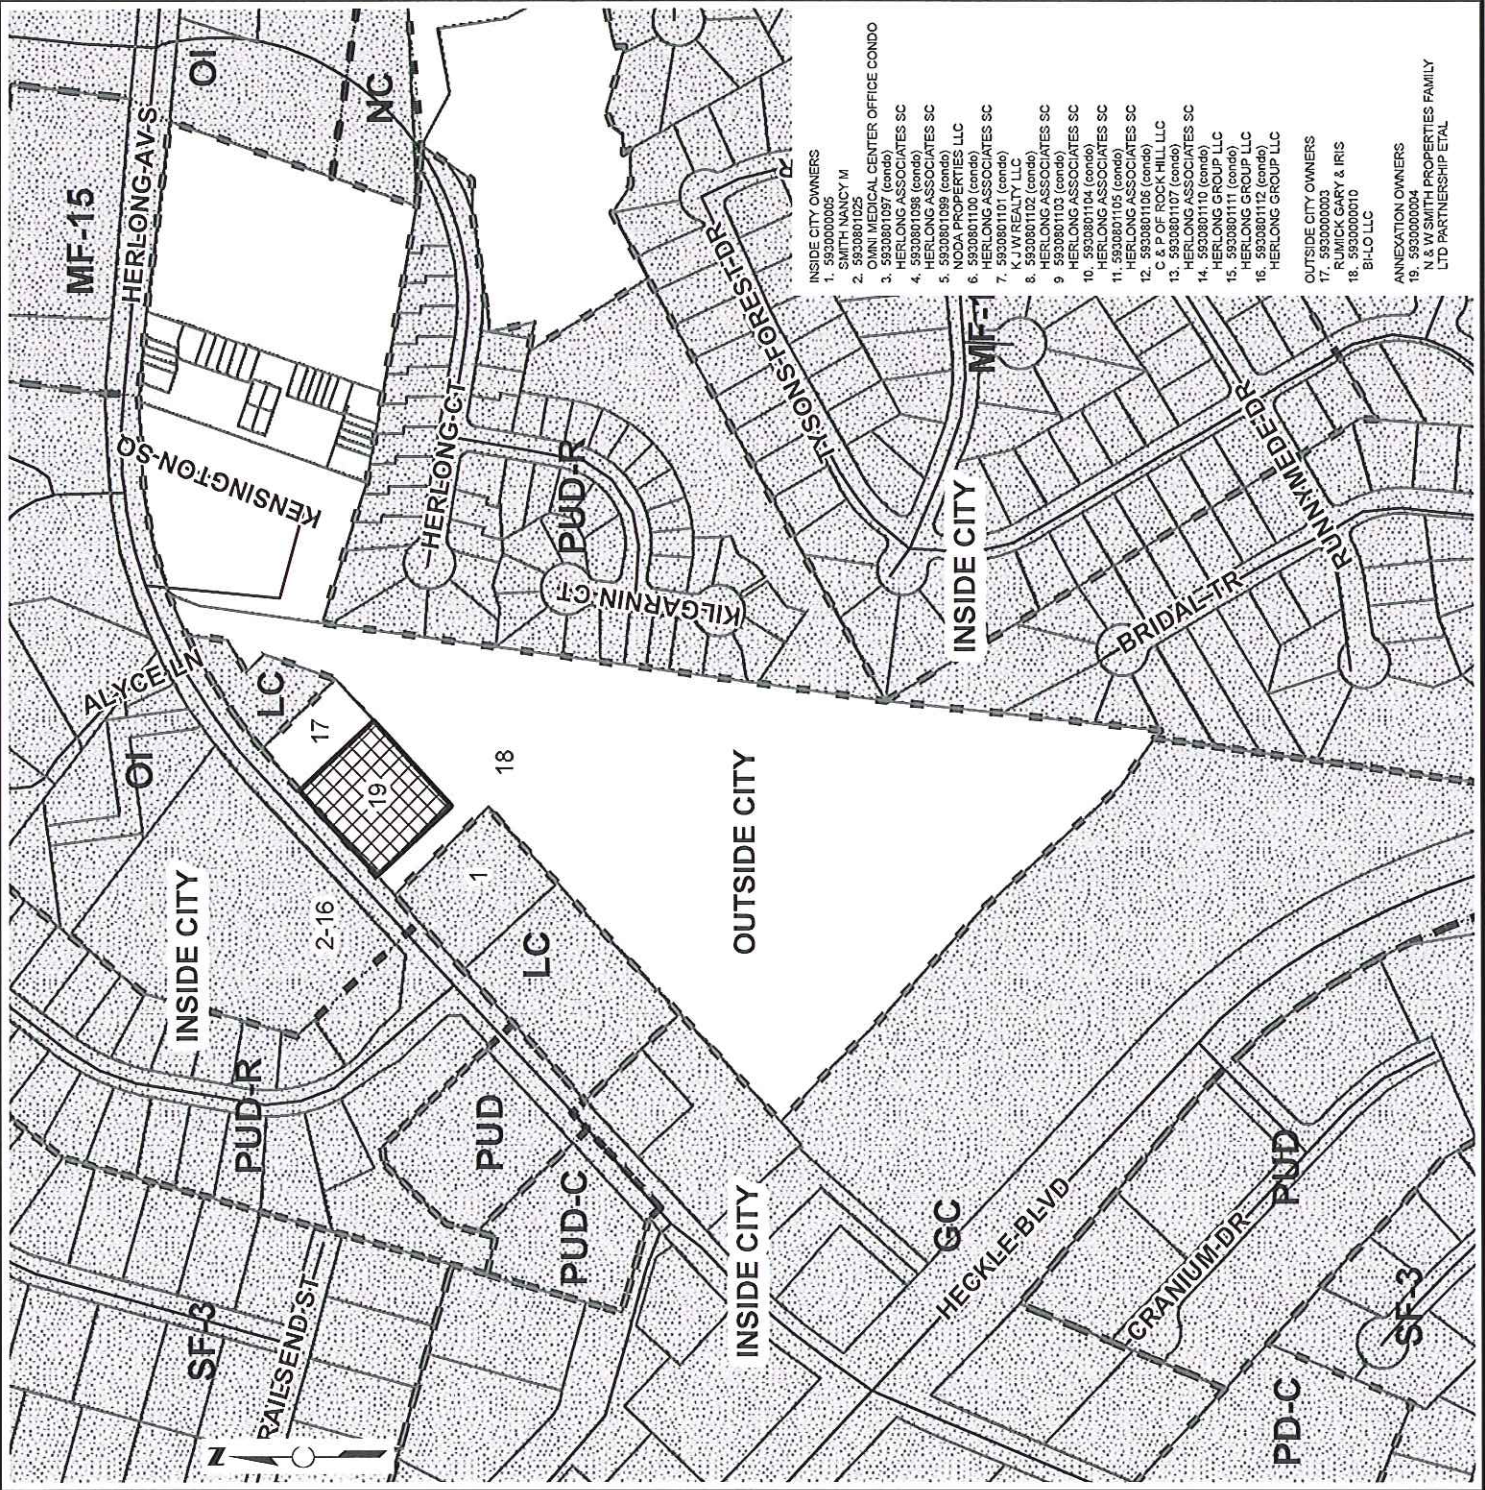 MF-15
OI
NC
HERLONG-AV-S
KENSINGTON-SQ
HERLONG-CT
PUD-R
KILGARNIN-CT
ALYCE LN
OI
LC
17
19
18
1
2-16
INSIDE CITY
LC
OUTSIDE CITY
TYSONS-FOREST-DR
INSIDE CITY
BRIDAL-TR
RUNNYMEDE-DR
PUD-R
PUD
PUD-C
SF-3
N
INSIDE CITY
GC
HECKLE-BLVD
CRANIUM-DR
PUD
SF-3
PD-C
INSIDE CITY OWNERS
1. 5930000005
SMITH NANCY M
2. 5930801025
OMNI MEDICAL CENTER OFFICE CONDO
3. 5930801097 (condo)
HERLONG ASSOCIATES SC
4. 5930801098 (condo)
HERLONG ASSOCIATES SC
5. 5930801099 (condo)
NODA PROPERTIES LLC
6. 5930801100 (condo)
HERLONG ASSOCIATES SC
7. 5930801101 (condo)
K J W REALTY LLC
8. 5930801102 (condo)
HERLONG ASSOCIATES SC
9 5930801103 (condo)
HERLONG ASSOCIATES SC
10. 5930801104 (condo)
HERLONG ASSOCIATES SC
11. 5930801105 (condo)
HERLONG ASSOCIATES SC
12. 5930801106 (condo)
C & P OF ROCK HILL LLC
13. 5930801107 (condo)
HERLONG ASSOCIATES SC
14. 5930801110 (condo)
HERLONG GROUP LLC
15. 5930801111 (condo)
HERLONG GROUP LLC
16. 5930801112 (condo)
HERLONG GROUP LLC
OUTSIDE CITY OWNERS
17. 5930000003
RUMICK GARY & IRIS
18. 5930000010
BI-LO LLC
ANNEXATION OWNERS
19. 5930000004
N & W SMITH PROPERTIES FAMILY
LTD PARTNERSHIP ETAL